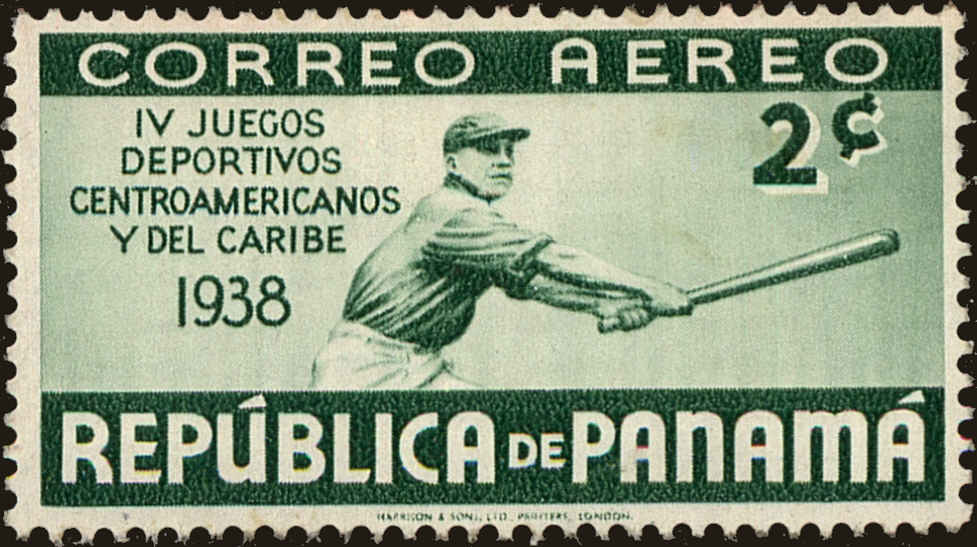 CORREO AEREO
IV JUEGOS
DEPORTIVOS
CENTROAMERICANOS
Y DEL CARIBE
1938
2¢
REPÚBLICA DE PANAMÁ
HARRISON & SONS, LTD., PRINTERS, LONDON.